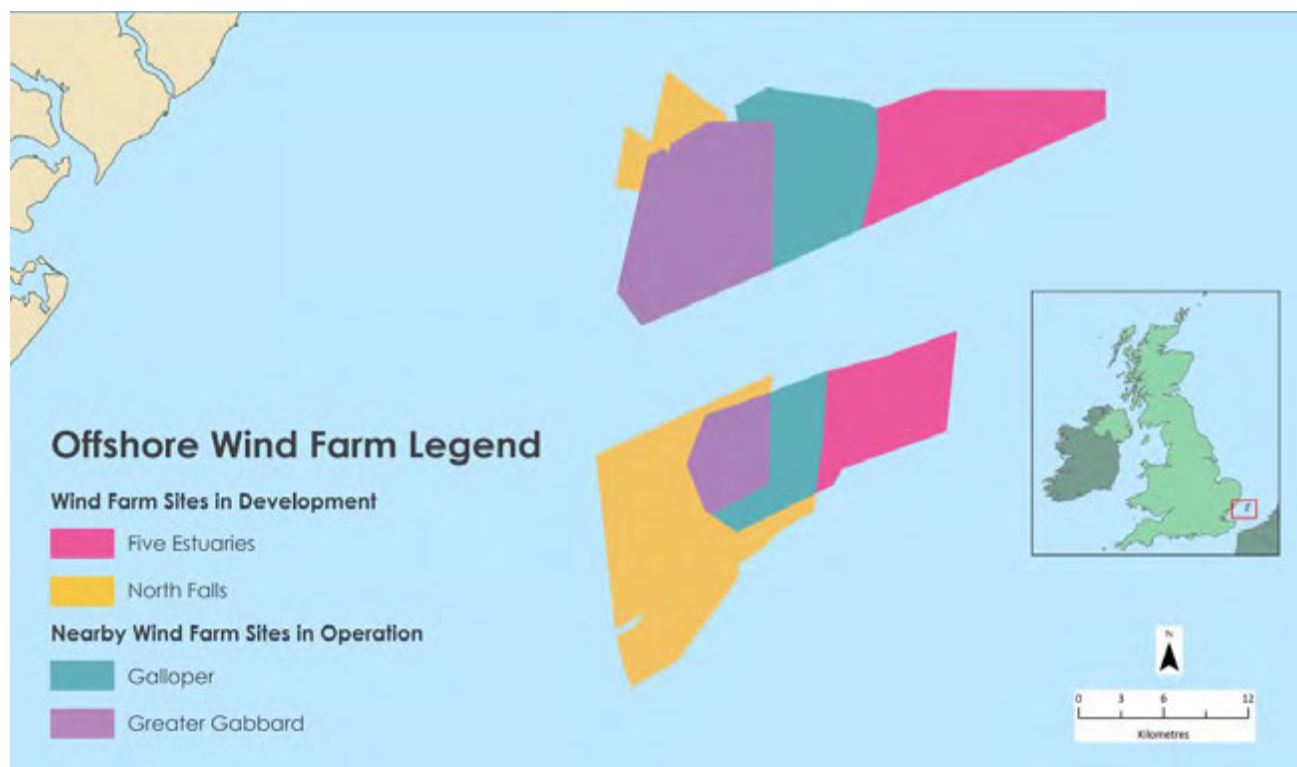 Offshore Wind Farm Legend
Wind Farm Sites in Development
Five Estuaries
North Falls
Nearby Wind Farm Sites in Operation
Galloper
Greater Gabbard
N
0 3 6 12
Kilometres